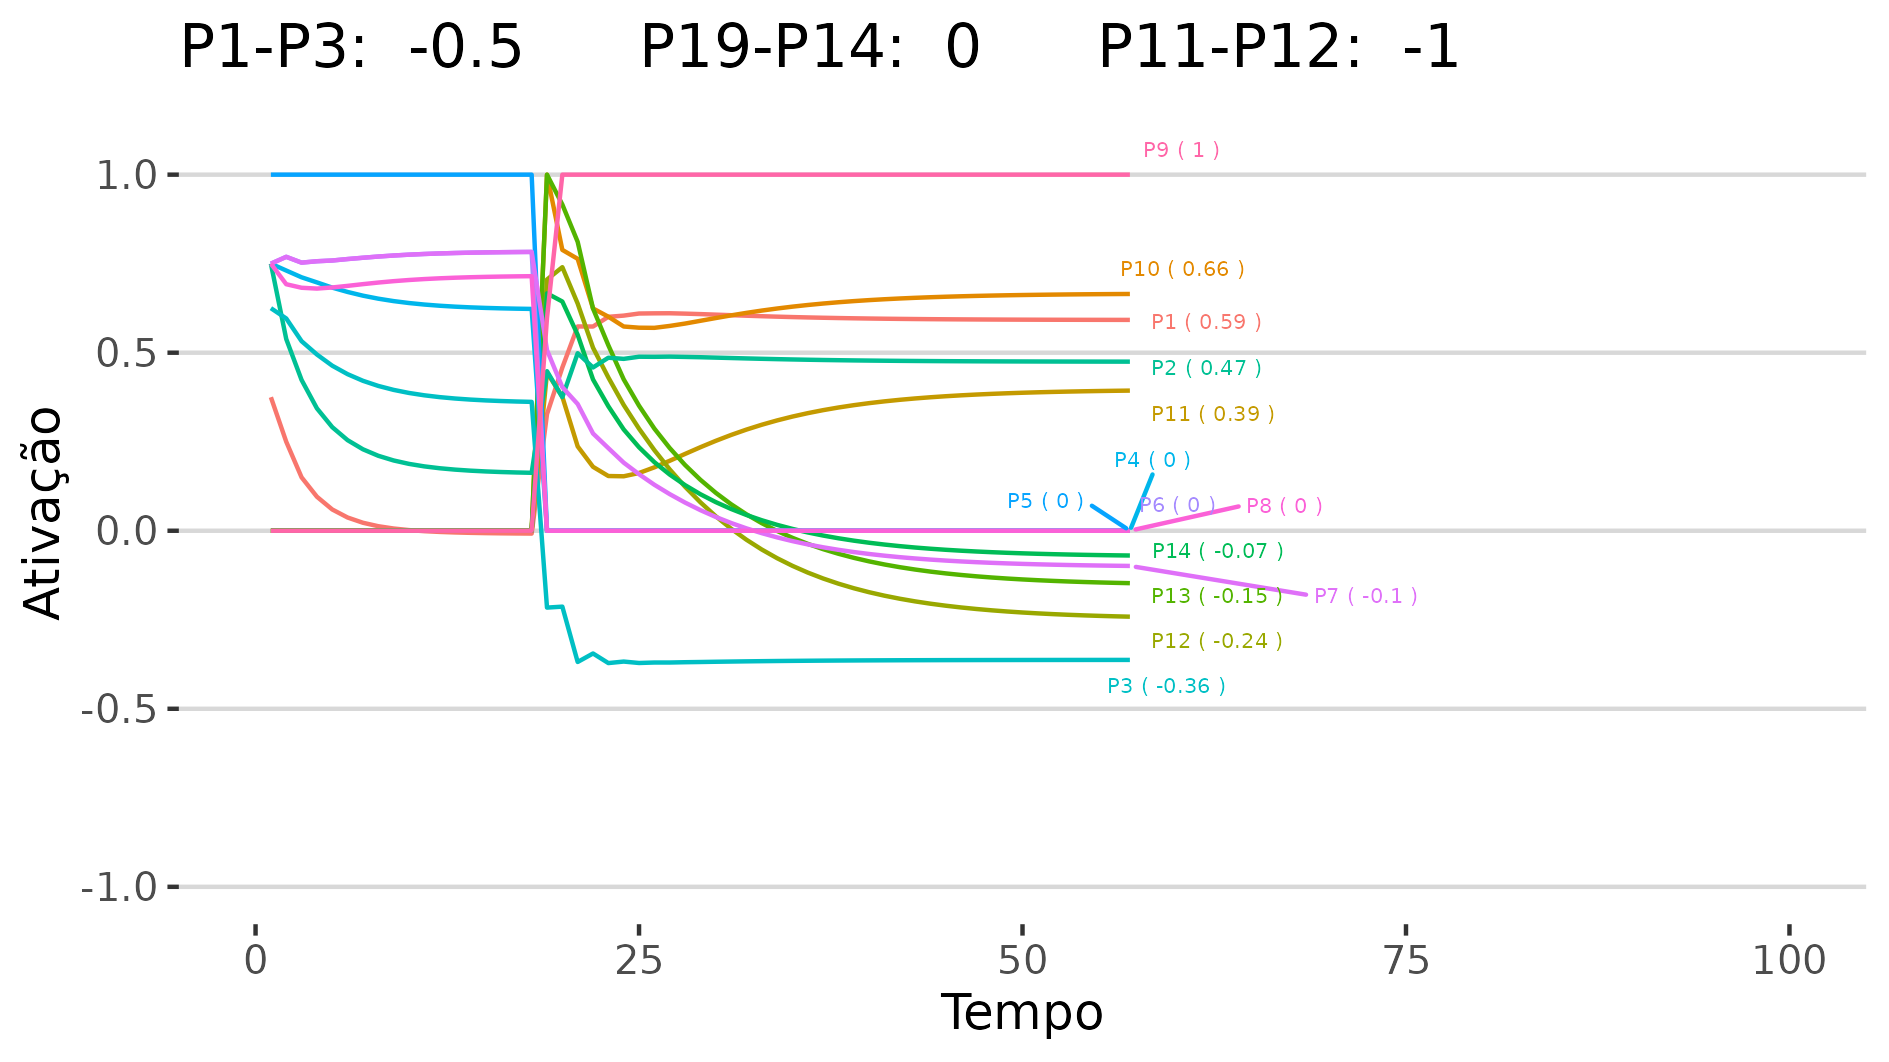 P1-P3:  -0.5    P19-P14:  0    P11-P12:  -1
P9 ( 1 )
1.0
P10 ( 0.66 )
P1 ( 0.59 )
0.5
P2 ( 0.47 )
P11 ( 0.39 )
P4 ( 0 )
P5 ( 0 )
P6 ( 0 )
P8 ( 0 )
0.0
P14 ( -0.07 )
P13 ( -0.15 )
P7 ( -0.1 )
P12 ( -0.24 )
P3 ( -0.36 )
-0.5
-1.0
Ativação
0 25 50 75 100
Tempo